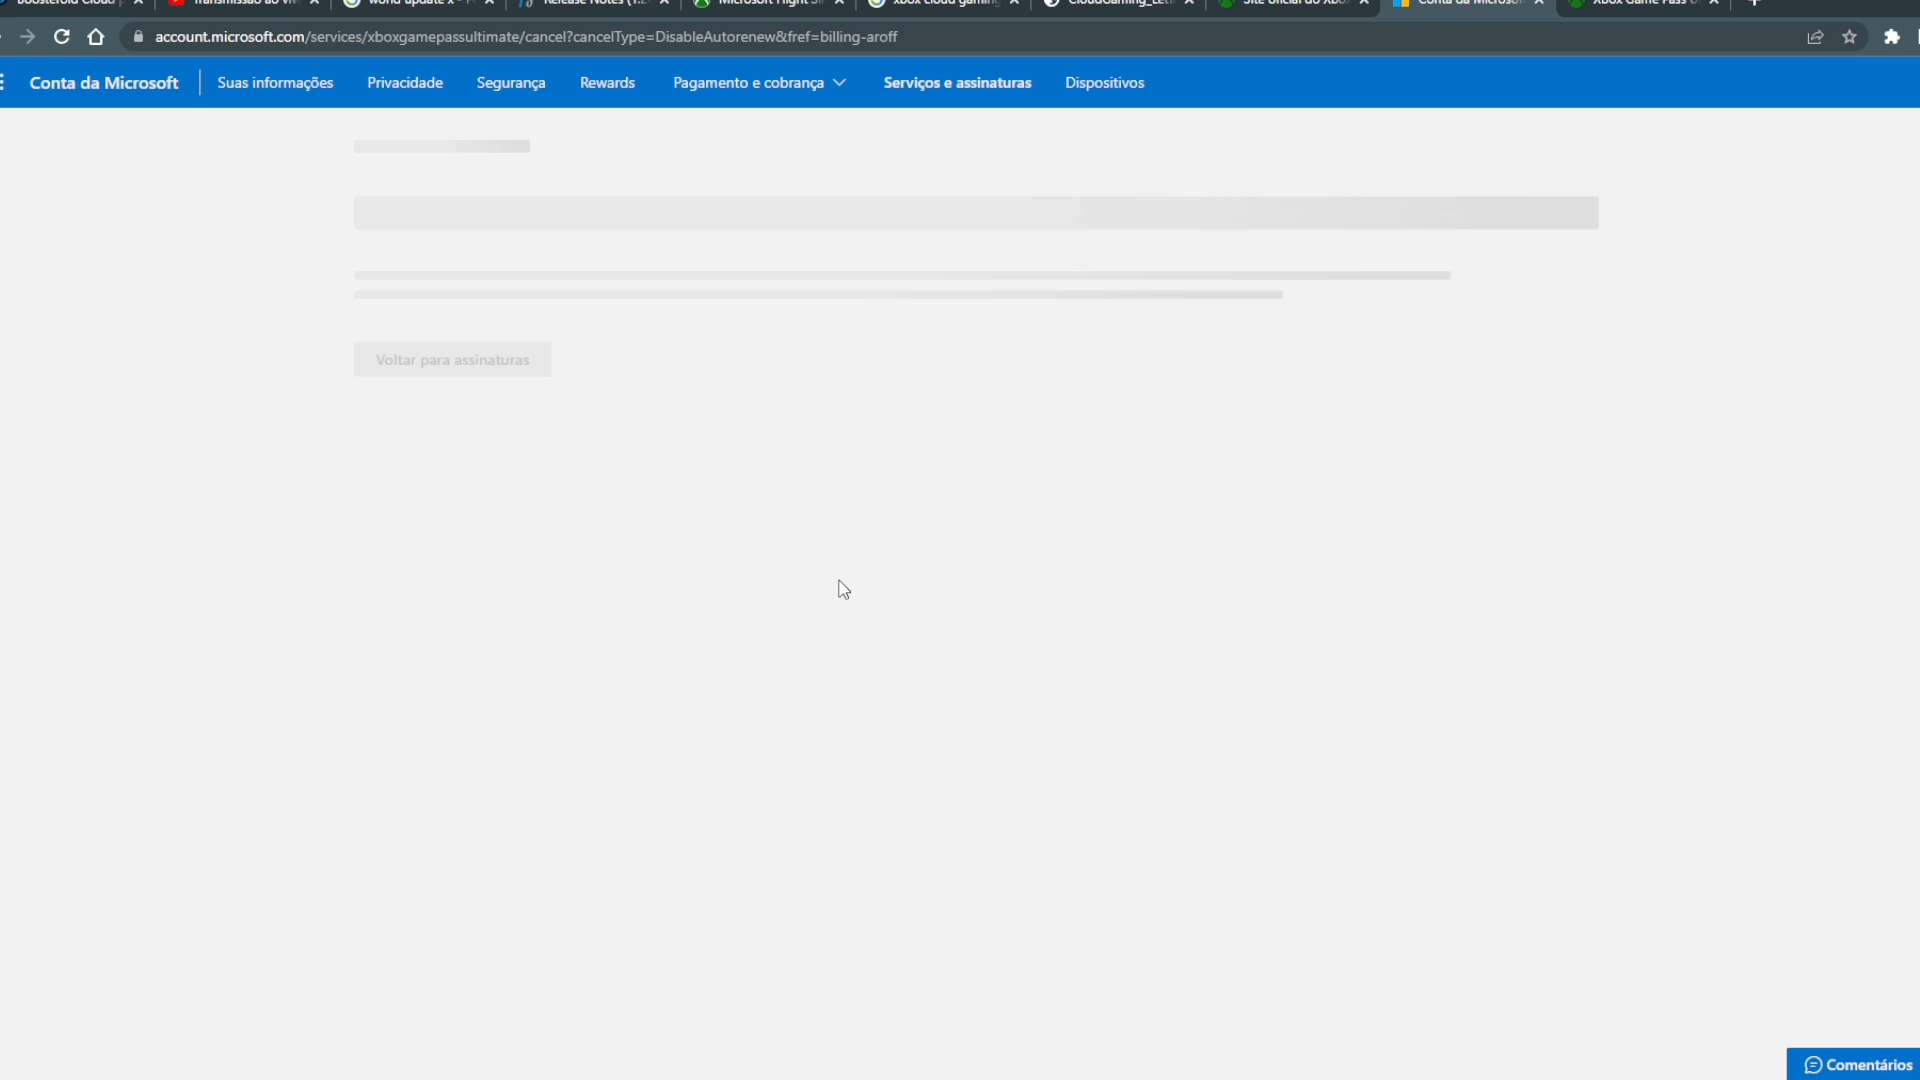 account.microsoft.com/services/xboxgamepassultimate/cancel?cancelType=DisableAutorenew&fref=billing-aroff
Conta da Microsoft Suas informações Privacidade Segurança Rewards Pagamento e cobrança Serviços e assinaturas Dispositivos
Voltar para assinaturas
Comentários